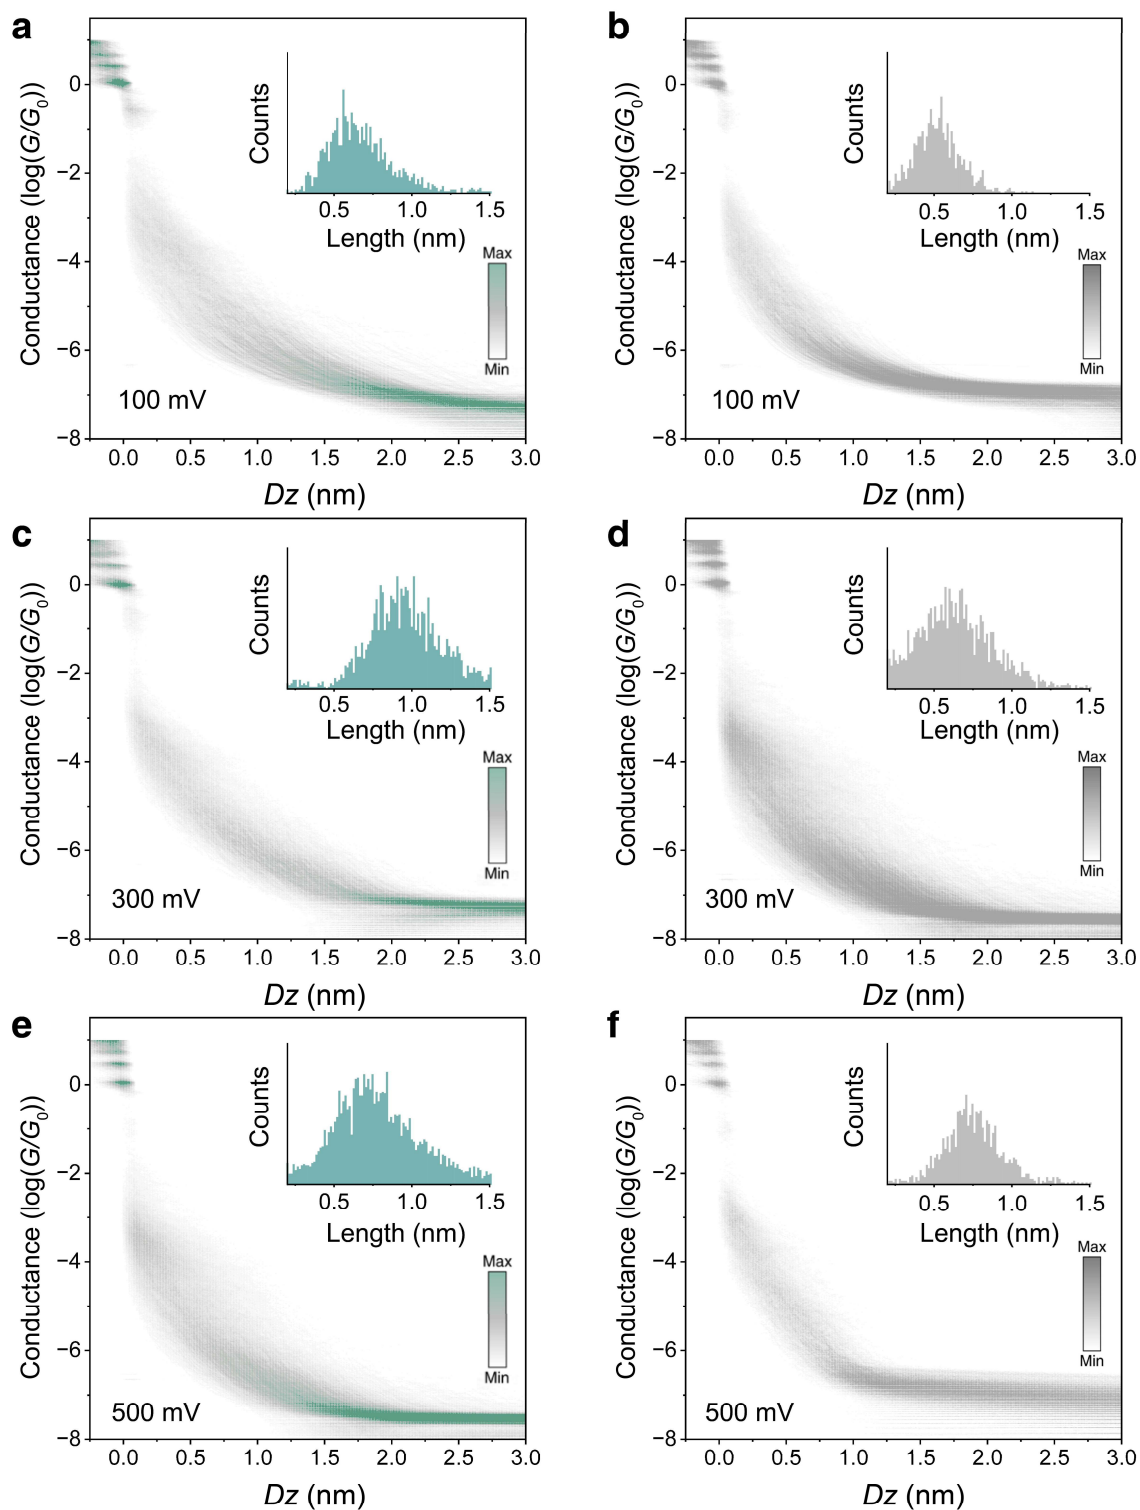 a
Conductance (log(G/G0))
0
−2
−4
−6
−8
Counts
0.5 1.0 1.5
Length (nm)
Max
Min
100 mV
0.0 0.5 1.0 1.5 2.0 2.5 3.0
Dz (nm)
b
Conductance (log(G/G0))
0
−2
−4
−6
−8
Counts
0.5 1.0 1.5
Length (nm)
Max
Min
100 mV
0.0 0.5 1.0 1.5 2.0 2.5 3.0
Dz (nm)
c
Conductance (log(G/G0))
0
−2
−4
−6
−8
Counts
0.5 1.0 1.5
Length (nm)
Max
Min
300 mV
0.0 0.5 1.0 1.5 2.0 2.5 3.0
Dz (nm)
d
Conductance (log(G/G0))
0
−2
−4
−6
−8
Counts
0.5 1.0 1.5
Length (nm)
Max
Min
300 mV
0.0 0.5 1.0 1.5 2.0 2.5 3.0
Dz (nm)
e
Conductance (log(G/G0))
0
−2
−4
−6
−8
Counts
0.5 1.0 1.5
Length (nm)
Max
Min
500 mV
0.0 0.5 1.0 1.5 2.0 2.5 3.0
Dz (nm)
f
Conductance (log(G/G0))
0
−2
−4
−6
−8
Counts
0.5 1.0 1.5
Length (nm)
Max
Min
500 mV
0.0 0.5 1.0 1.5 2.0 2.5 3.0
Dz (nm)